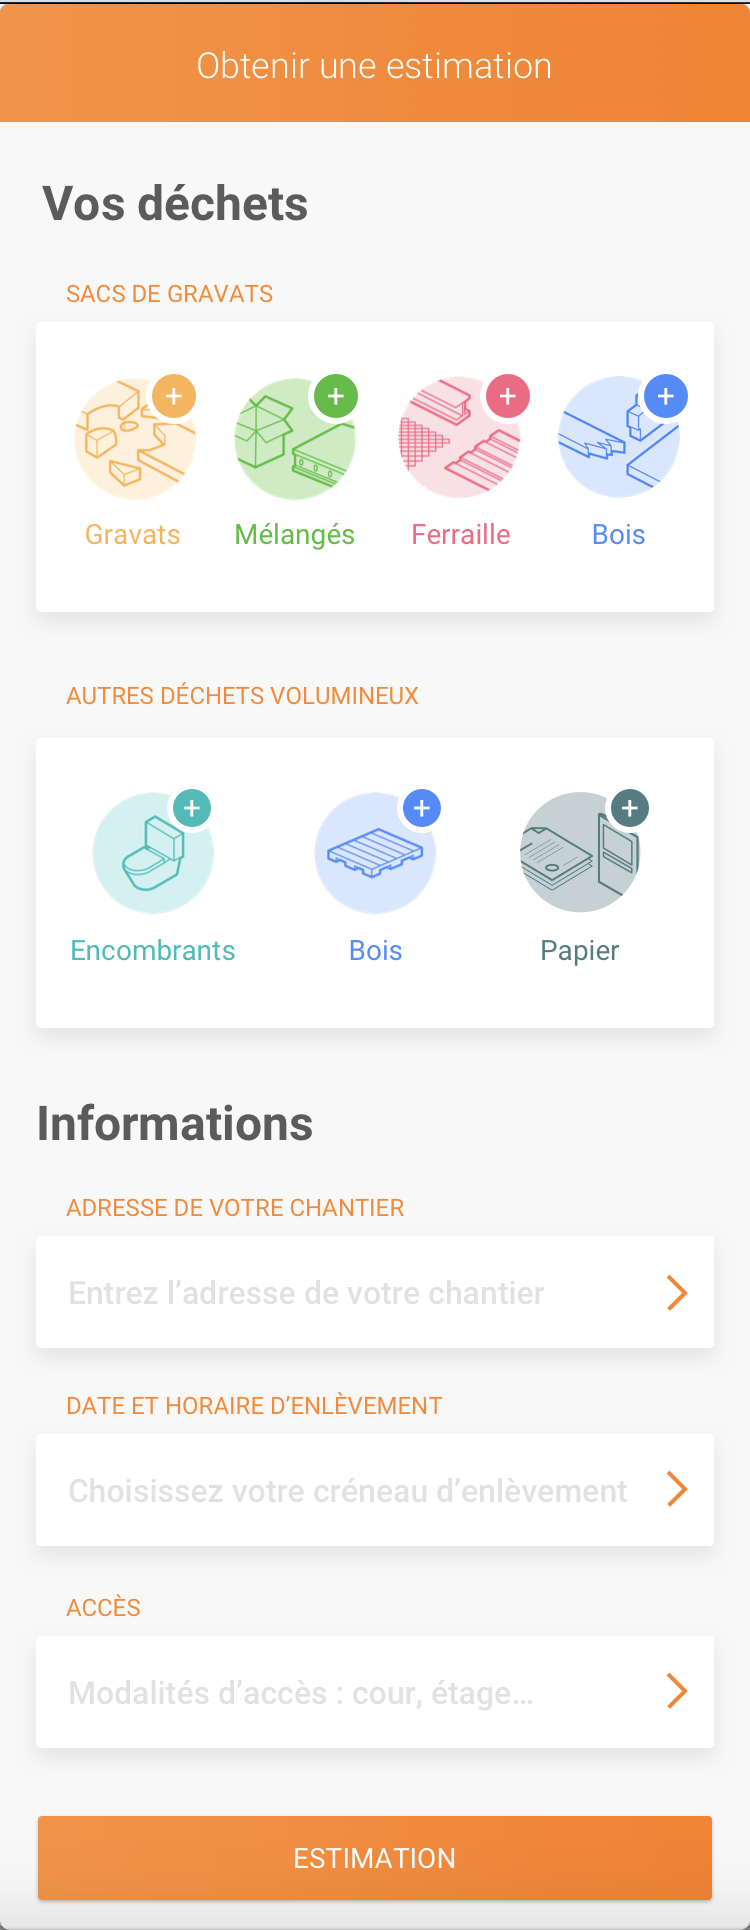 Obtenir une estimation
Vos déchets
SACS DE GRAVATS
Gravats
Mélangés
Ferraille
Bois
AUTRES DÉCHETS VOLUMINEUX
Encombrants
Bois
Papier
Informations
ADRESSE DE VOTRE CHANTIER
Entrez l’adresse de votre chantier
DATE ET HORAIRE D’ENLÈVEMENT
Choisissez votre créneau d’enlèvement
ACCÈS
Modalités d’accès : cour, étage…
ESTIMATION